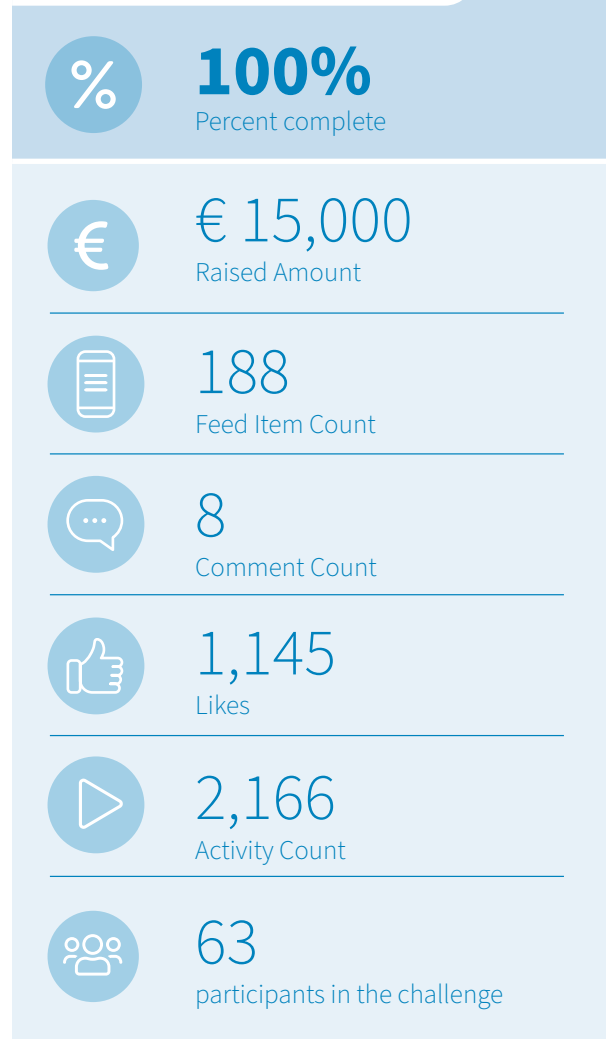 %
100%
Percent complete
€
€ 15,000
Raised Amount
188
Feed Item Count
8
Comment Count
1,145
Likes
2,166
Activity Count
63
participants in the challenge